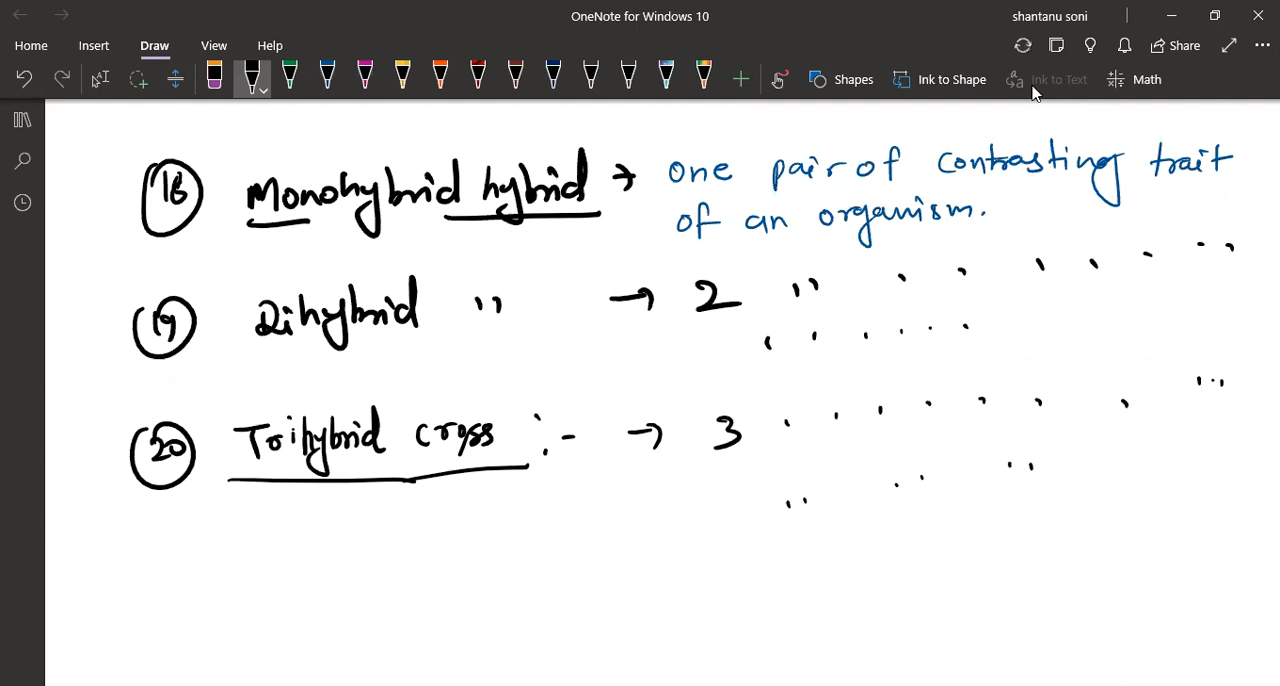 OneNote for Windows 10
shantanu soni
Home Insert Draw View Help
Share
Shapes Ink to Shape Ink to Text Math
18 Monohybrid hybrid → one pair of contrasting trait
of an organism.
19 Dihybrid " → 2 "
20 Trihybrid cross :- → 3